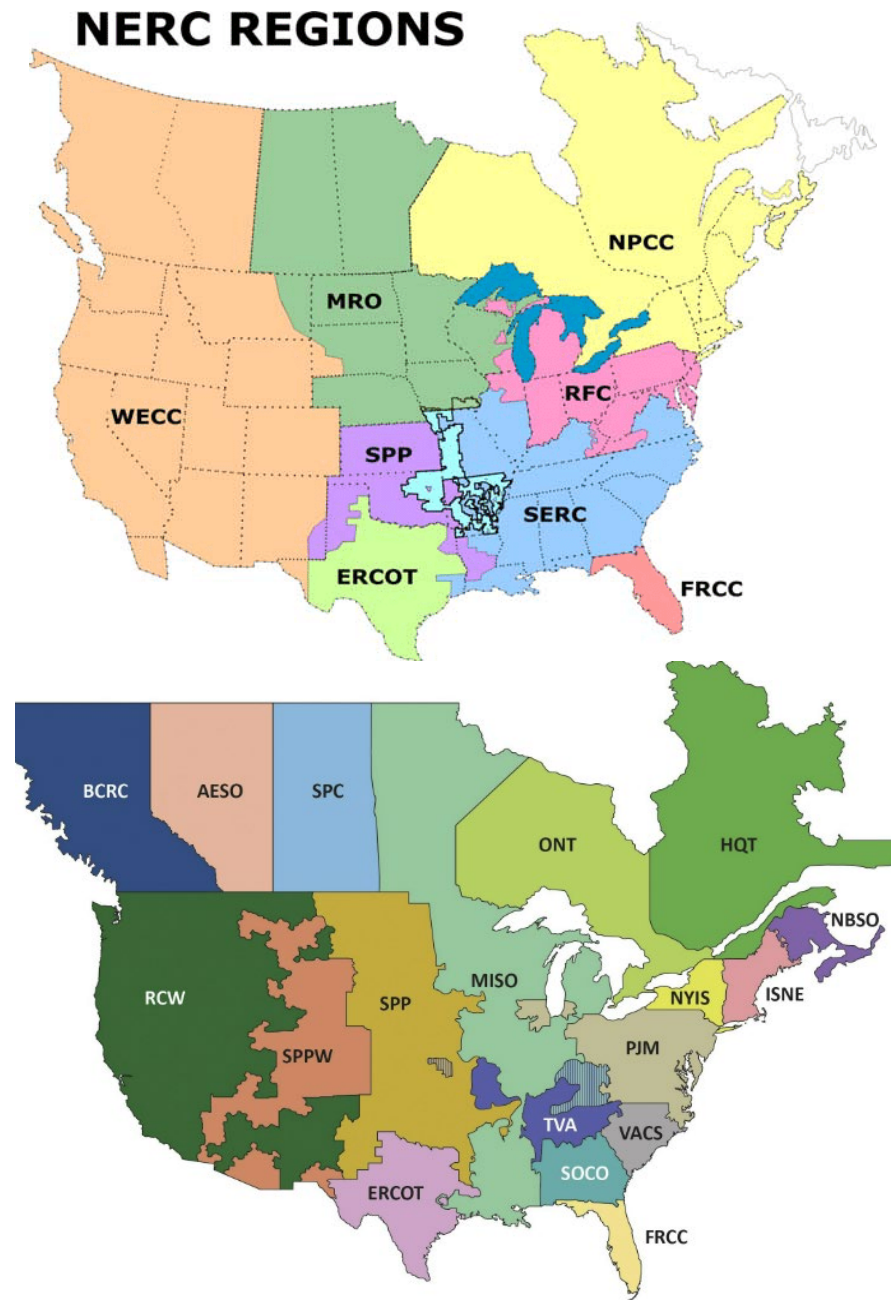 NERC REGIONS
NPCC
MRO
RFC
WECC
SPP
SERC
ERCOT
FRCC
BCRC
AESO
SPC
ONT
HQT
NBSO
MISO
NYIS
ISNE
RCW
SPP
SPPW
PJM
TVA
VACS
SOCO
ERCOT
FRCC